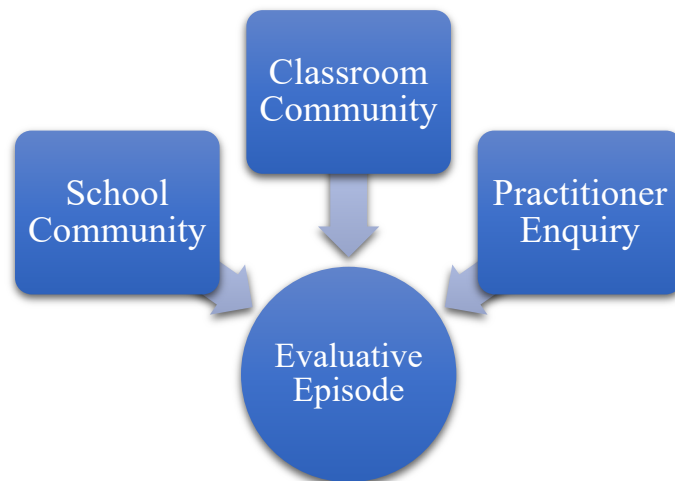 Classroom
Community
School
Community
Practitioner
Enquiry
Evaluative
Episode